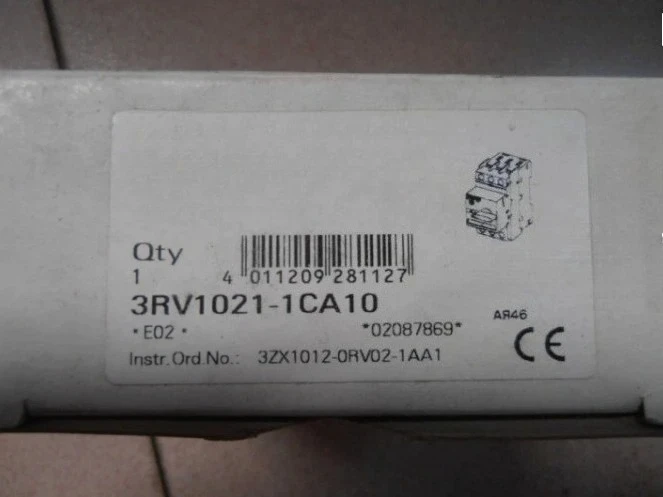 Qty
1
4 011209 281127
3RV1021-1CA10
*E02* *02087869*
AR46
CE
Instr.Ord.No.: 3ZX1012-0RV02-1AA1